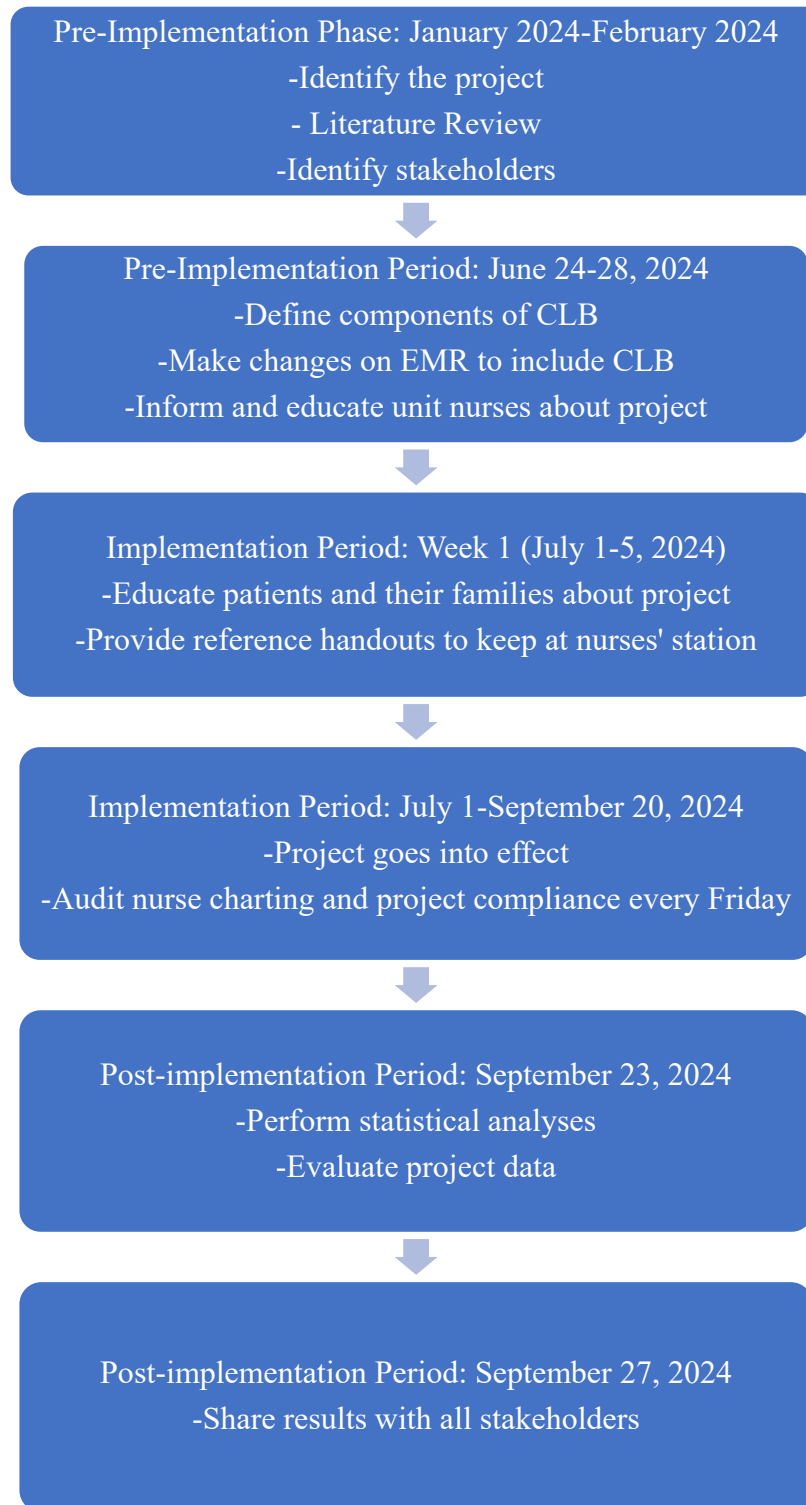 Pre-Implementation Phase: January 2024-February 2024
-Identify the project
- Literature Review
-Identify stakeholders
Pre-Implementation Period: June 24-28, 2024
-Define components of CLB
-Make changes on EMR to include CLB
-Inform and educate unit nurses about project
Implementation Period: Week 1 (July 1-5, 2024)
-Educate patients and their families about project
-Provide reference handouts to keep at nurses' station
Implementation Period: July 1-September 20, 2024
-Project goes into effect
-Audit nurse charting and project compliance every Friday
Post-implementation Period: September 23, 2024
-Perform statistical analyses
-Evaluate project data
Post-implementation Period: September 27, 2024
-Share results with all stakeholders